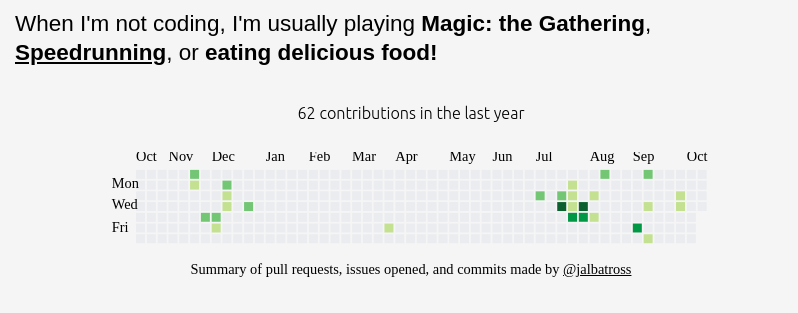 When I'm not coding, I'm usually playing Magic: the Gathering,
Speedrunning, or eating delicious food!
62 contributions in the last year
Oct Nov Dec Jan Feb Mar Apr May Jun Jul Aug Sep Oct
Mon
Wed
Fri
Summary of pull requests, issues opened, and commits made by @jalbatross